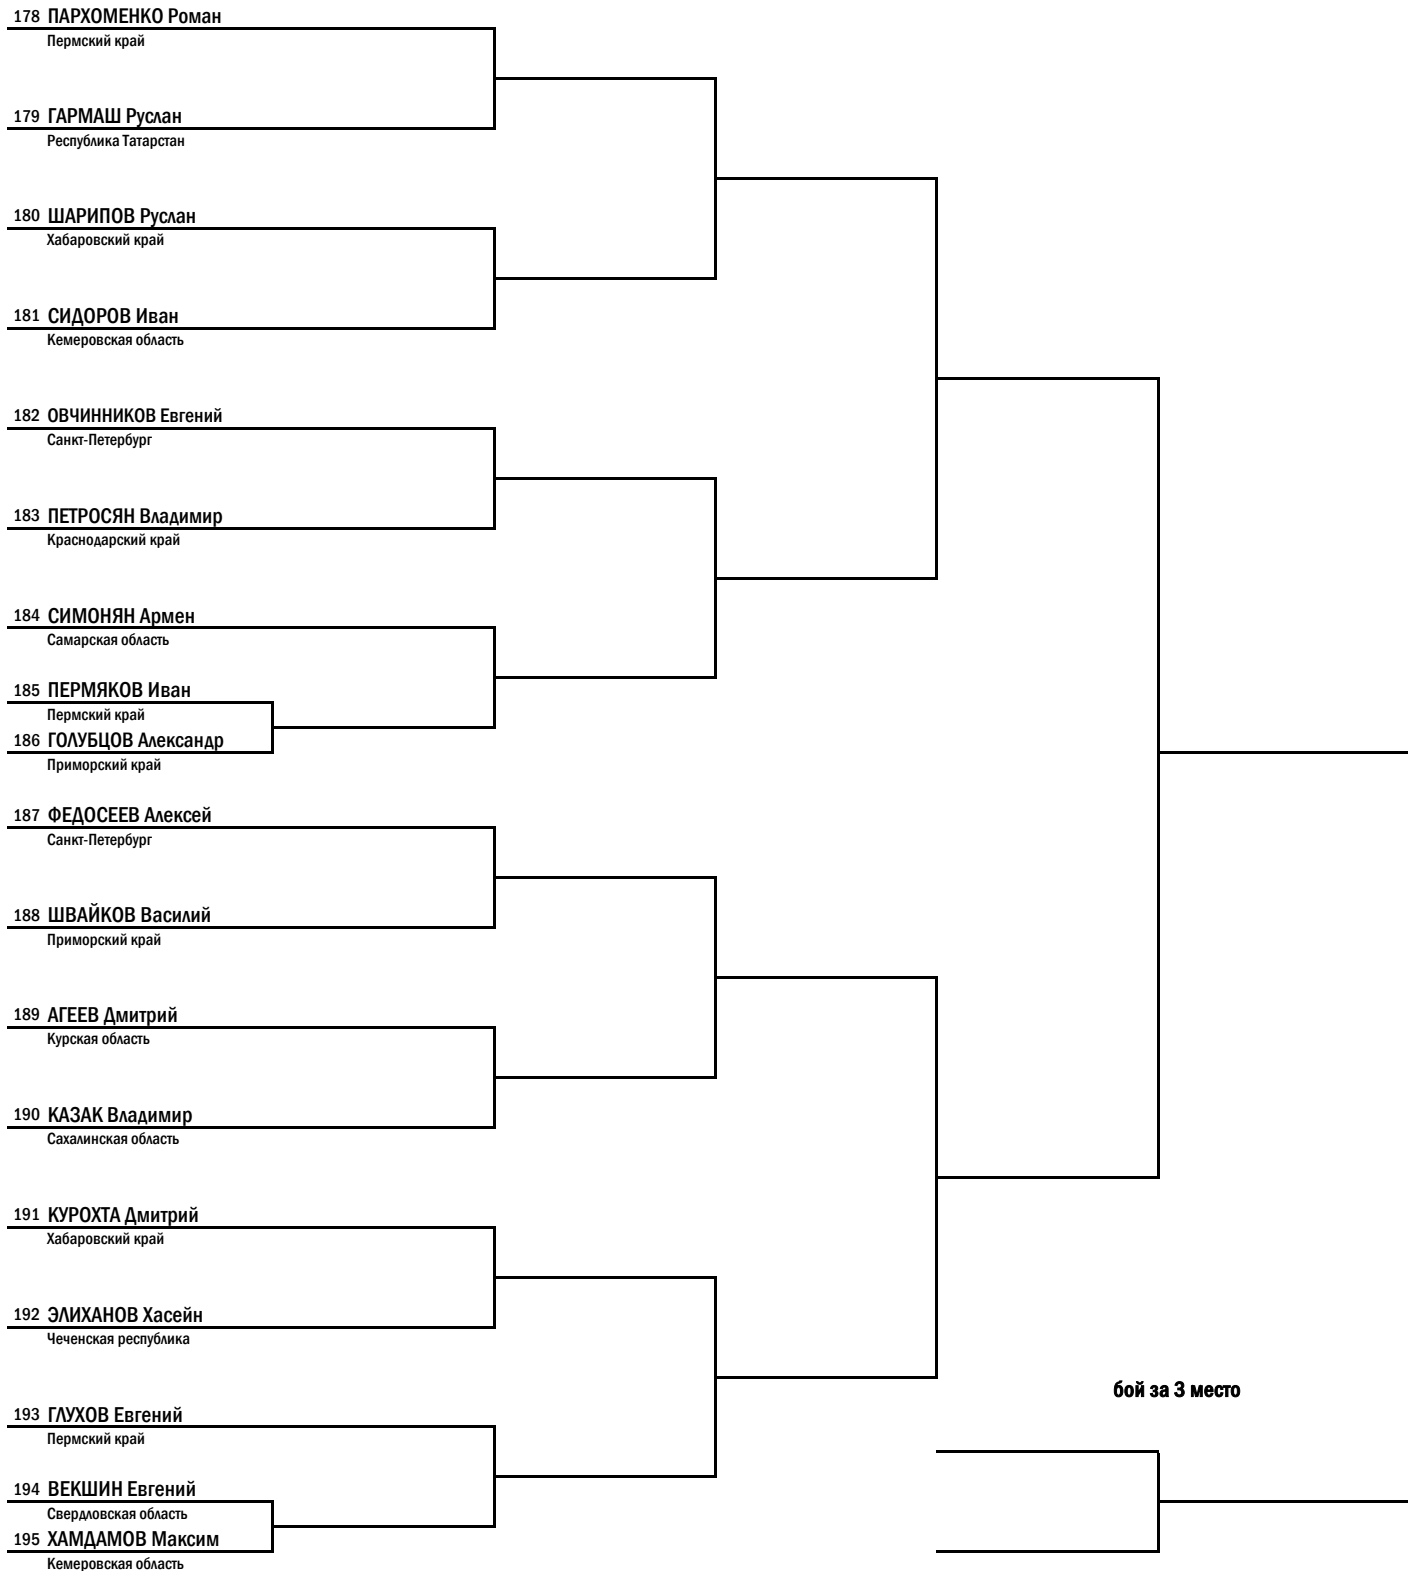 178 ПАРХОМЕНКО Роман
Пермский край
179 ГАРМАШ Руслан
Республика Татарстан
180 ШАРИПОВ Руслан
Хабаровский край
181 СИДОРОВ Иван
Кемеровская область
182 ОВЧИННИКОВ Евгений
Санкт-Петербург
183 ПЕТРОСЯН Владимир
Краснодарский край
184 СИМОНЯН Армен
Самарская область
185 ПЕРМЯКОВ Иван
Пермский край
186 ГОЛУБЦОВ Александр
Приморский край
187 ФЕДОСЕЕВ Алексей
Санкт-Петербург
188 ШВАЙКОВ Василий
Приморский край
189 АГЕЕВ Дмитрий
Курская область
190 КАЗАК Владимир
Сахалинская область
191 КУРОХТА Дмитрий
Хабаровский край
192 ЭЛИХАНОВ Хасейн
Чеченская республика
бой за 3 место
193 ГЛУХОВ Евгений
Пермский край
194 ВЕКШИН Евгений
Свердловская область
195 ХАМДАМОВ Максим
Кемеровская область